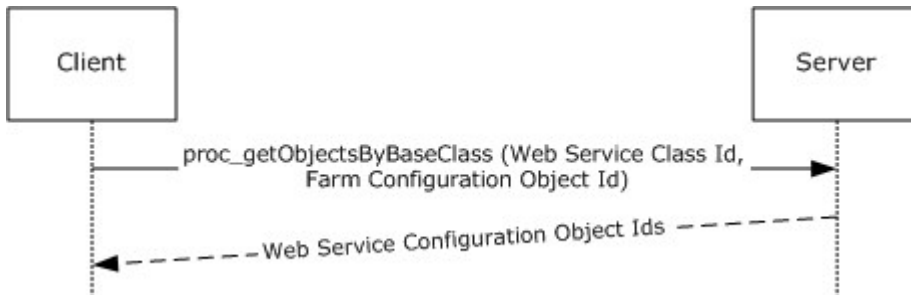 Client
Server
proc_getObjectsByBaseClass (Web Service Class Id,
Farm Configuration Object Id)
Web Service Configuration Object Ids